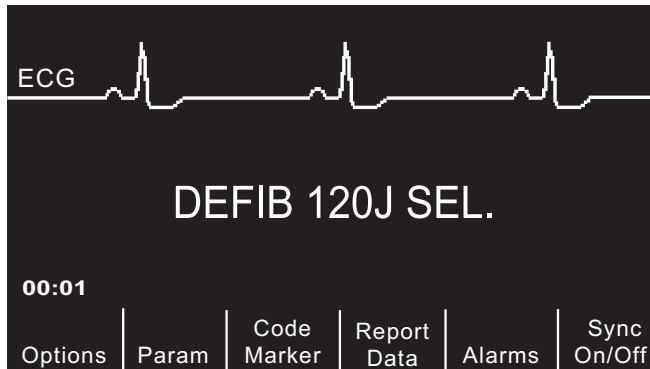 ECG
DEFIB 120J SEL.
00:01
Options Param Code Marker Report Data Alarms Sync On/Off